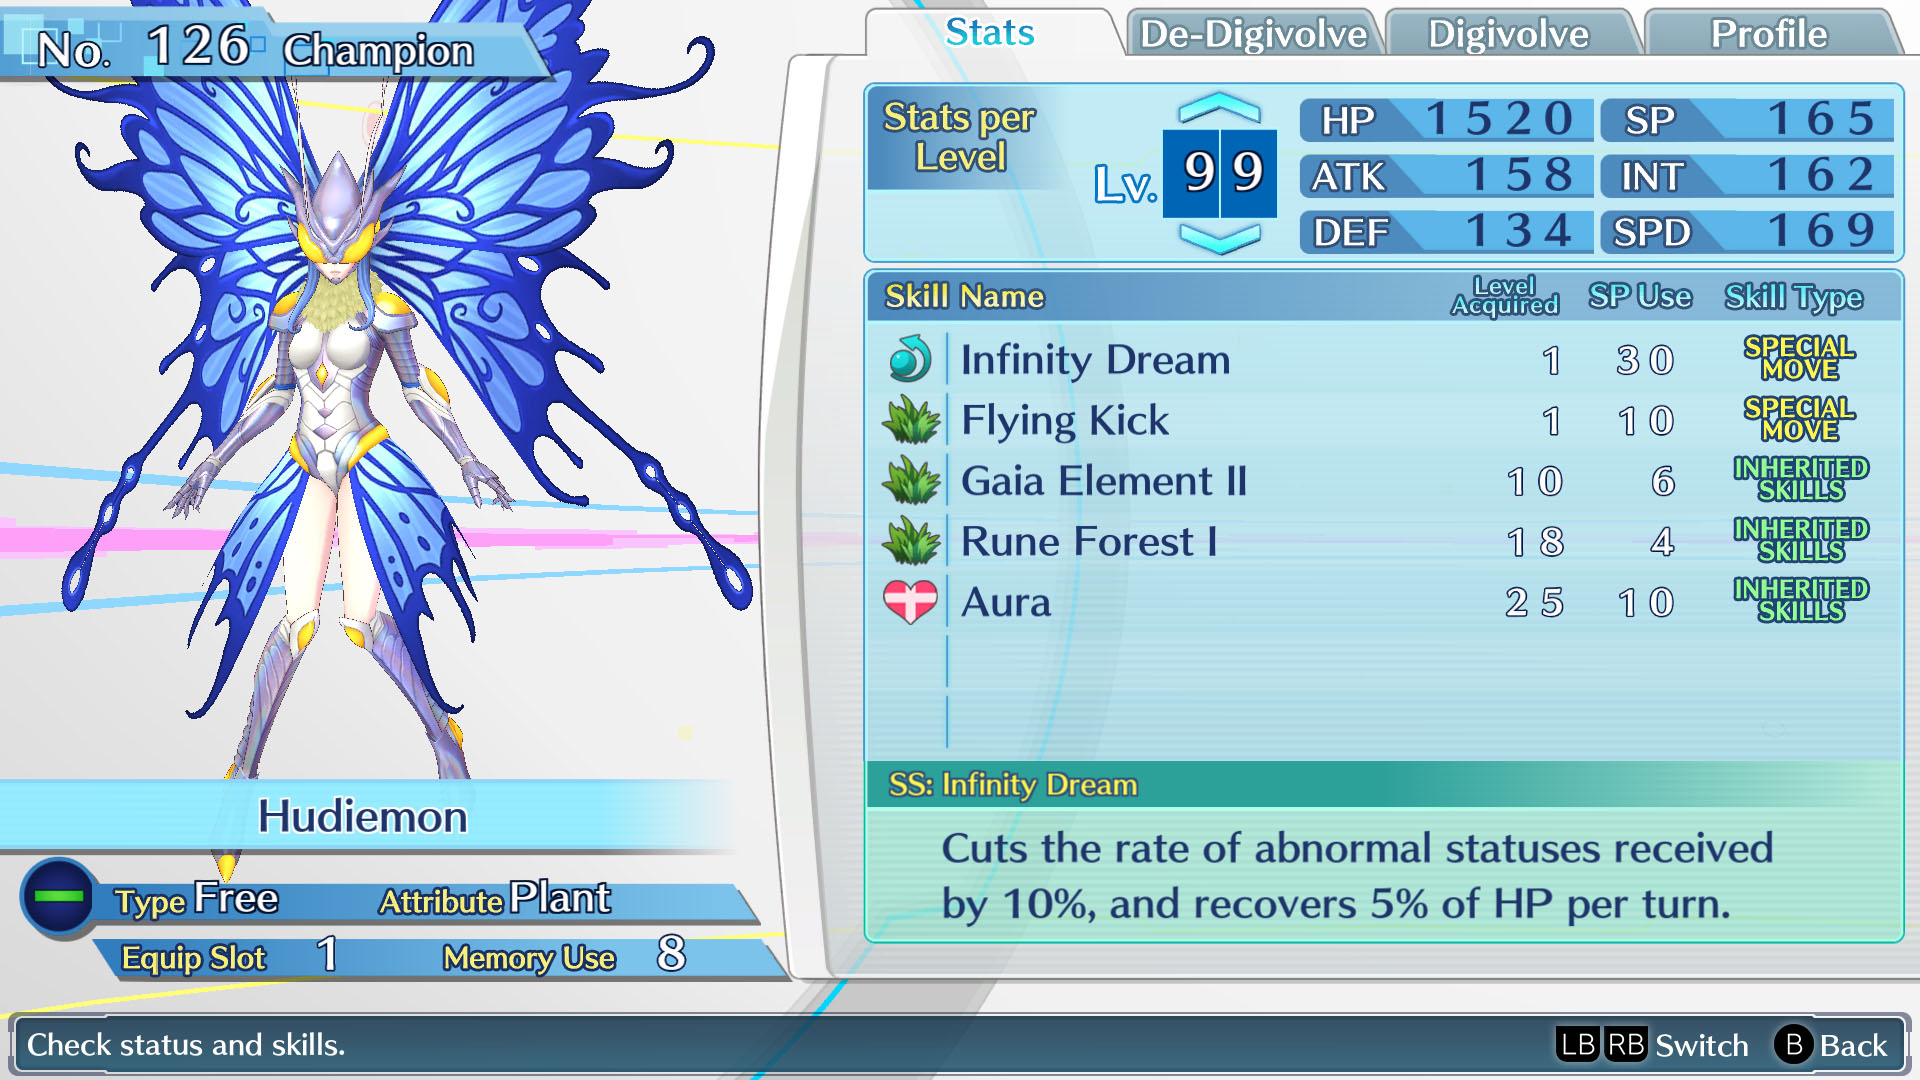 No. 126 Champion
Stats
De-Digivolve
Digivolve
Profile
Stats per
Level
Lv. 99
HP 1520
SP 165
ATK 158
INT 162
DEF 134
SPD 169
Skill Name
Level
Acquired
SP Use
Skill Type
Infinity Dream 1 30 SPECIAL
MOVE
Flying Kick 1 10 SPECIAL
MOVE
Gaia Element II 10 6 INHERITED
SKILLS
Rune Forest I 18 4 INHERITED
SKILLS
Aura 25 10 INHERITED
SKILLS
SS: Infinity Dream
Cuts the rate of abnormal statuses received
by 10%, and recovers 5% of HP per turn.
Hudiemon
Type Free Attribute Plant
Equip Slot 1 Memory Use 8
Check status and skills.
LB RB Switch B Back